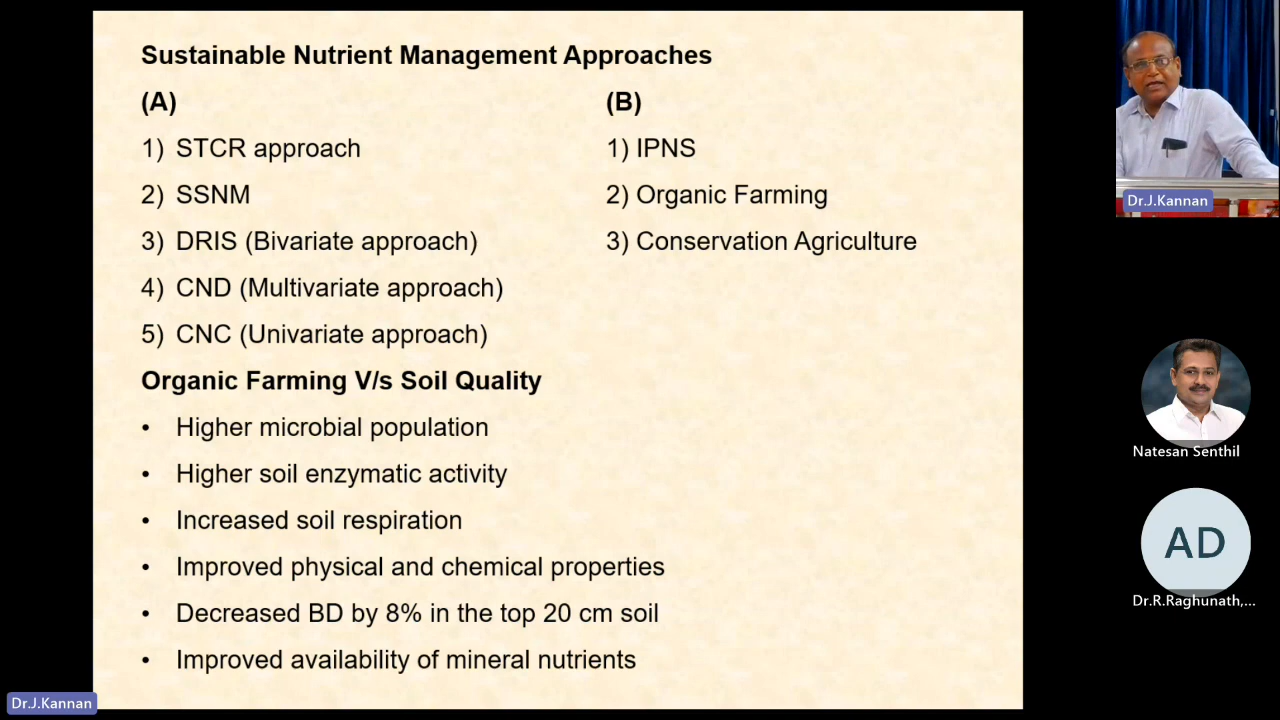 Sustainable Nutrient Management Approaches
(A)
1) STCR approach
2) SSNM
3) DRIS (Bivariate approach)
4) CND (Multivariate approach)
5) CNC (Univariate approach)
(B)
1) IPNS
2) Organic Farming
3) Conservation Agriculture
Organic Farming V/s Soil Quality
• Higher microbial population
• Higher soil enzymatic activity
• Increased soil respiration
• Improved physical and chemical properties
• Decreased BD by 8% in the top 20 cm soil
• Improved availability of mineral nutrients
Dr.J.Kannan
Natesan Senthil
AD
Dr.R.Raghunath,...
Dr.J.Kannan